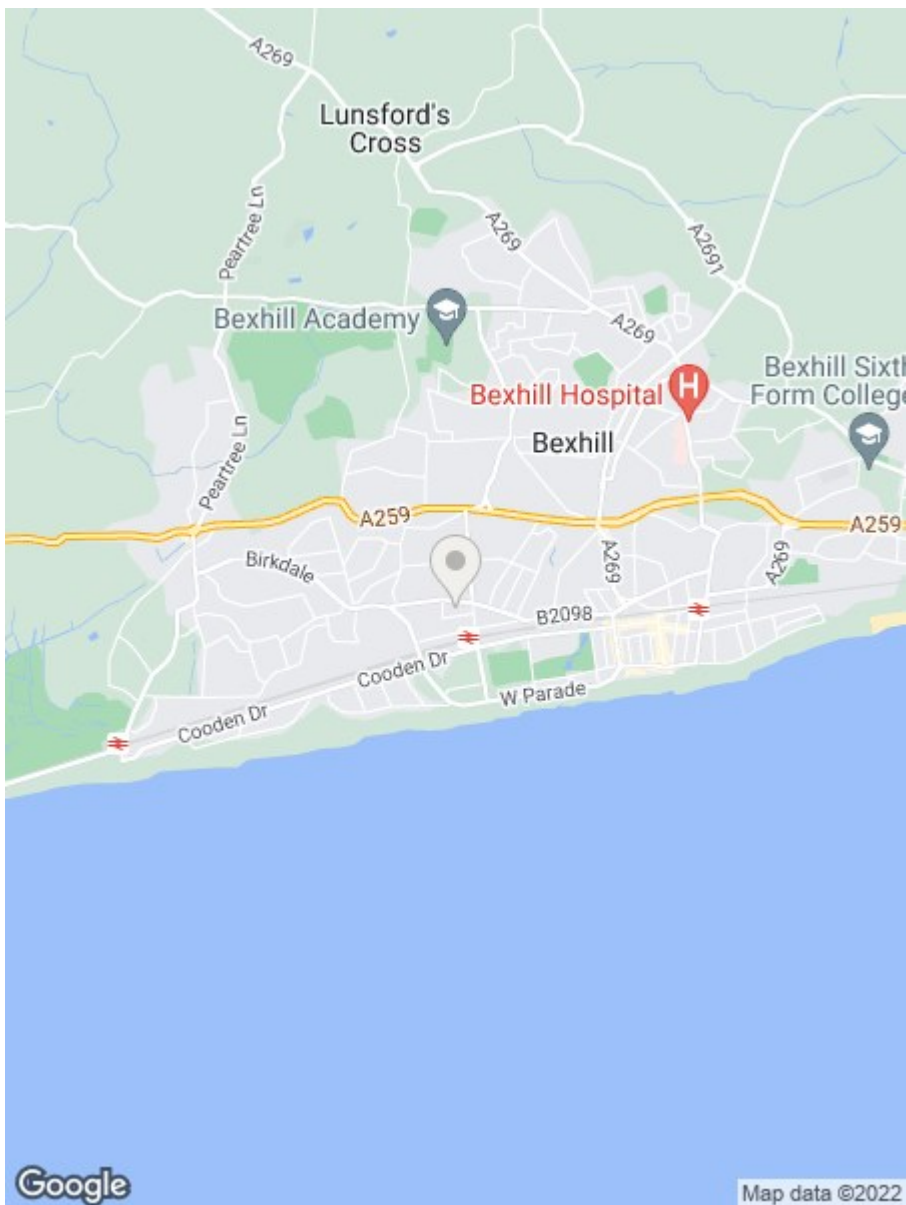 A269
Lunsford's
Cross
Peartree Ln
A269
A2691
Bexhill Academy
A269
Bexhill Sixth
Form College
Bexhill Hospital
H
Bexhill
Peartree Ln
A259
A259
Birkdale
A269
A269
B2098
Cooden Dr
W Parade
Cooden Dr
Google
Map data ©2022